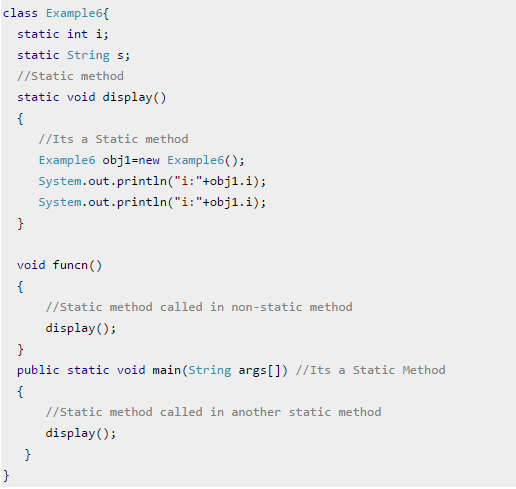 class Example6{
  static int i;
  static String s;
  //Static method
  static void display()
  {
     //Its a Static method
     Example6 obj1=new Example6();
     System.out.println("i:"+obj1.i);
     System.out.println("i:"+obj1.i);
  }

  void funcn()
  {
      //Static method called in non-static method
      display();
  }
  public static void main(String args[]) //Its a Static Method
  {
      //Static method called in another static method
      display();
   }
}